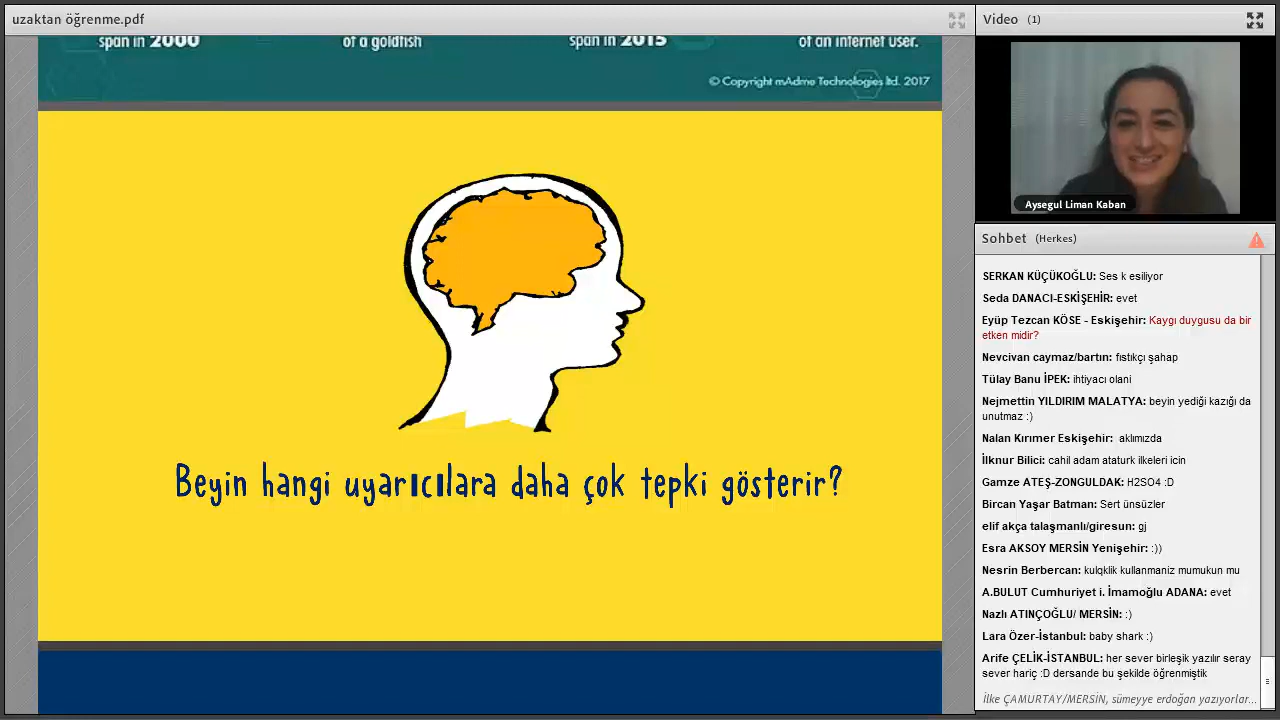 uzaktan öğrenme.pdf
span in 2000
of a goldfish
span in 2015
of an internet user.
© Copyright mAdme Technologies ltd. 2017
Beyin hangi uyarıcılara daha çok tepki gösterir?
Video (1)
Aysegul Liman Kaban
Sohbet (Herkes)
SERKAN KÜÇÜKOĞLU: Ses k esiliyor
Seda DANACI-ESKİŞEHİR: evet
Eyüp Tezcan KÖSE - Eskişehir: Kaygı duygusu da bir
etken midir?
Nevcivan caymaz/bartın: fıstıkçı şahap
Tülay Banu İPEK: ihtiyacı olani
Nejmettin YILDIRIM MALATYA: beyin yediği kazığı da
unutmaz :)
Nalan Kırımer Eskişehir: aklımızda
İlknur Bilici: cahil adam ataturk ilkeleri icin
Gamze ATEŞ-ZONGULDAK: H2SO4 :D
Bircan Yaşar Batman: Sert ünsüzler
elif akça talaşmanlı/giresun: gj
Esra AKSOY MERSİN Yenişehir: :))
Nesrin Berbercan: kulqklik kullanmaniz mumukun mu
A.BULUT Cumhuriyet i. İmamoğlu ADANA: evet
Nazlı ATINÇOĞLU/ MERSİN: :)
Lara Özer-İstanbul: baby shark :)
Arife ÇELİK-İSTANBUL: her sever birleşik yazılır seray
sever hariç :D dersande bu şekilde öğrenmiştik
İlke ÇAMURTAY/MERSİN, sümeyye erdoğan yazıyorlar...